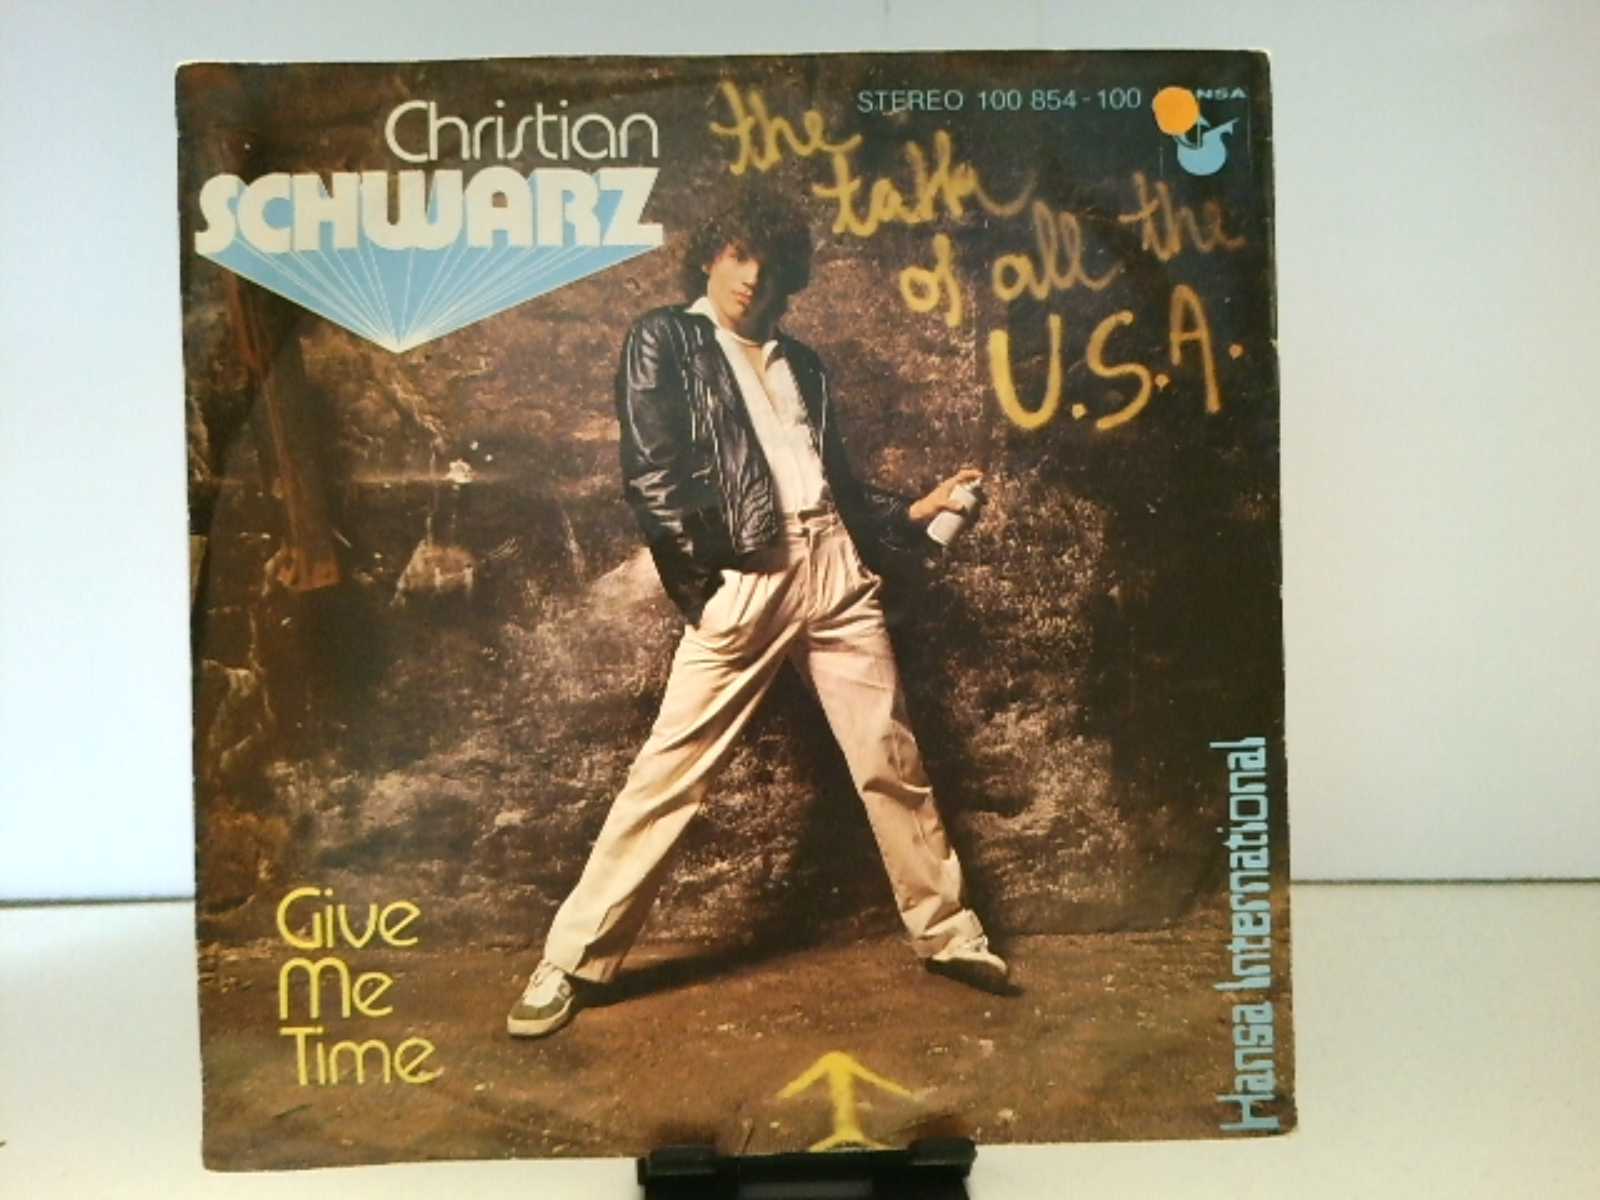 Christian
SCHWARZ
STEREO 100 854-100
the
talk
of all the
U.S.A.
Give
Me
Time
Hansa International